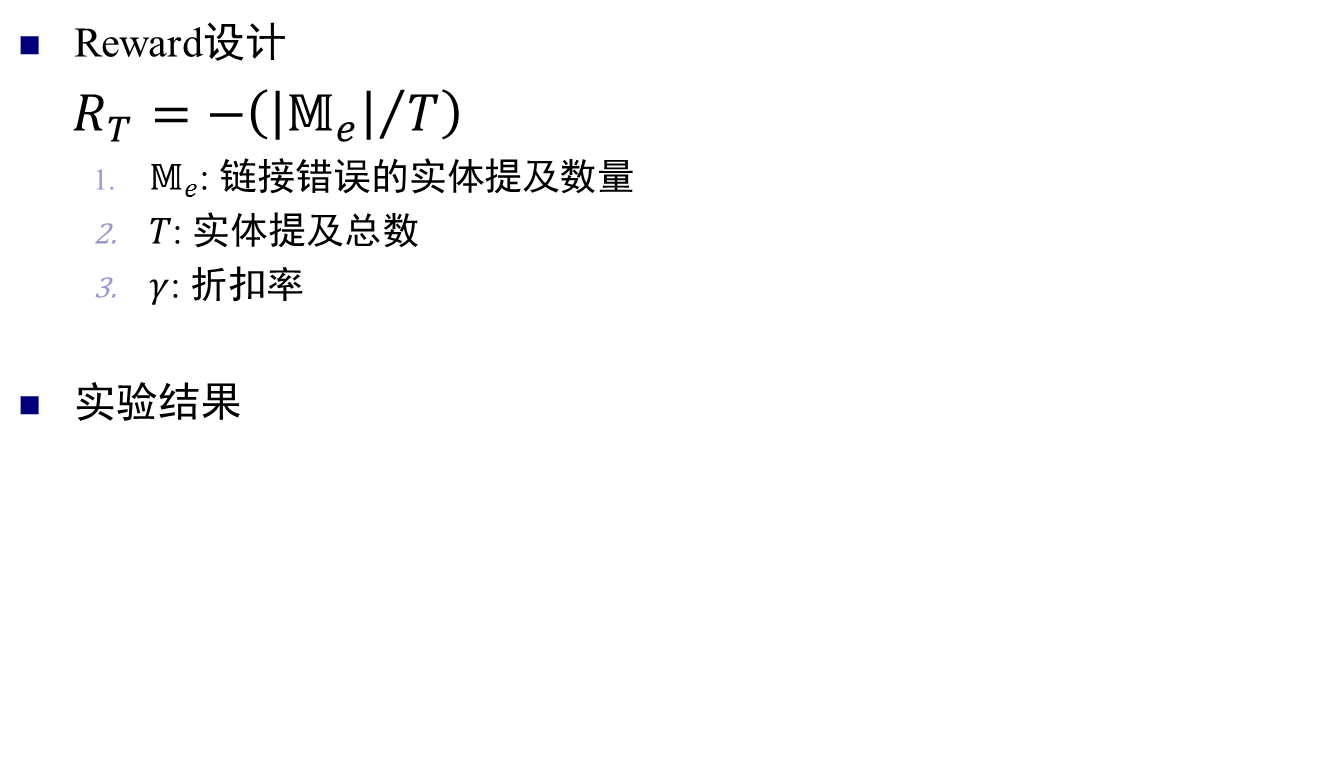 ■ Reward设计
R_T = −(|𝕄_e|/T)
1. 𝕄_e: 链接错误的实体提及数量
2. T: 实体提及总数
3. γ: 折扣率
■ 实验结果